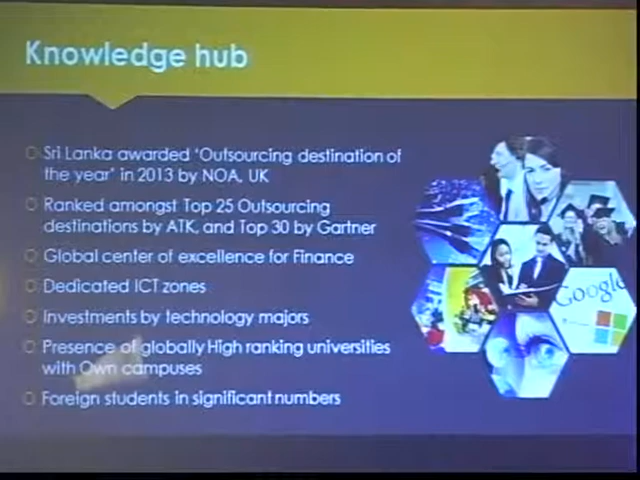 Knowledge hub
Sri Lanka awarded 'Outsourcing destination of
the year' in 2013 by NOA, UK
Ranked amongst Top 25 Outsourcing
destinations by ATK, and Top 30 by Gartner
Global center of excellence for Finance
Dedicated ICT zones
Investments by technology majors
Presence of globally High ranking universities
with Own campuses
Foreign students in significant numbers
Google